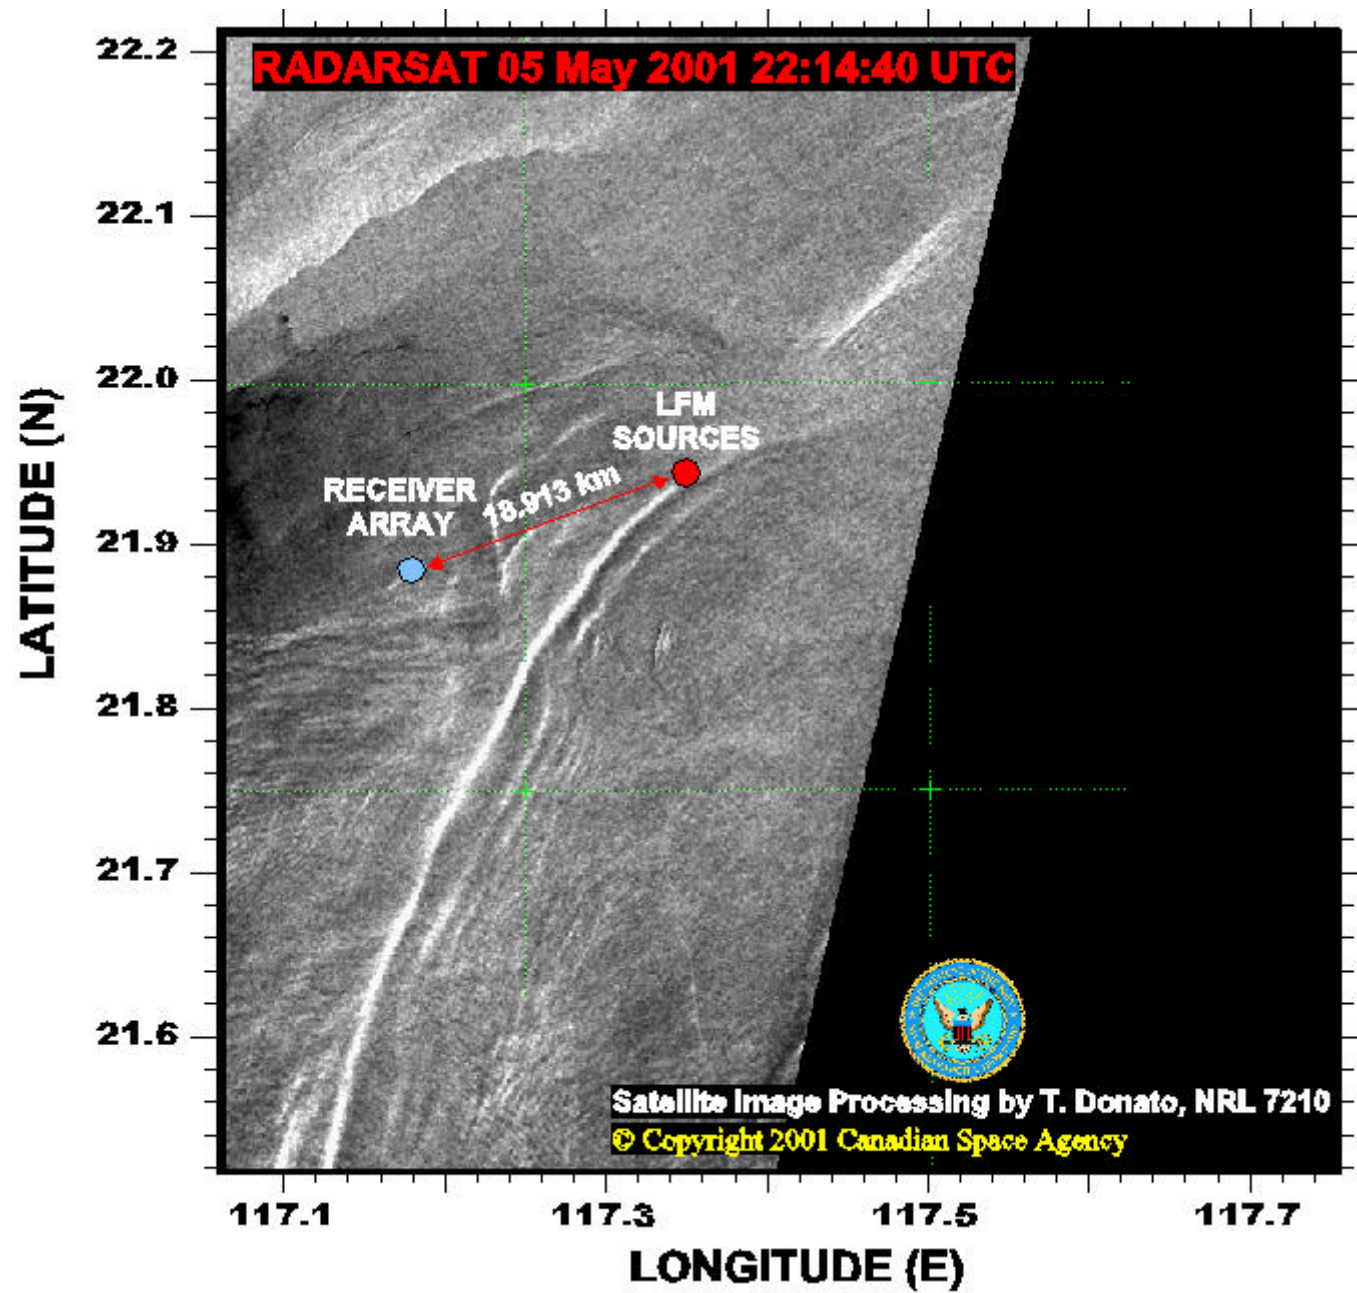 RADARSAT 05 May 2001 22:14:40 UTC
22.2
22.1
22.0
21.9
21.8
21.7
21.6
LATITUDE (N)
LFM
SOURCES
18.913 km
RECEIVER
ARRAY
Satellite Image Processing by T. Donato, NRL 7210
© Copyright 2001 Canadian Space Agency
117.1
117.3
117.5
117.7
LONGITUDE (E)